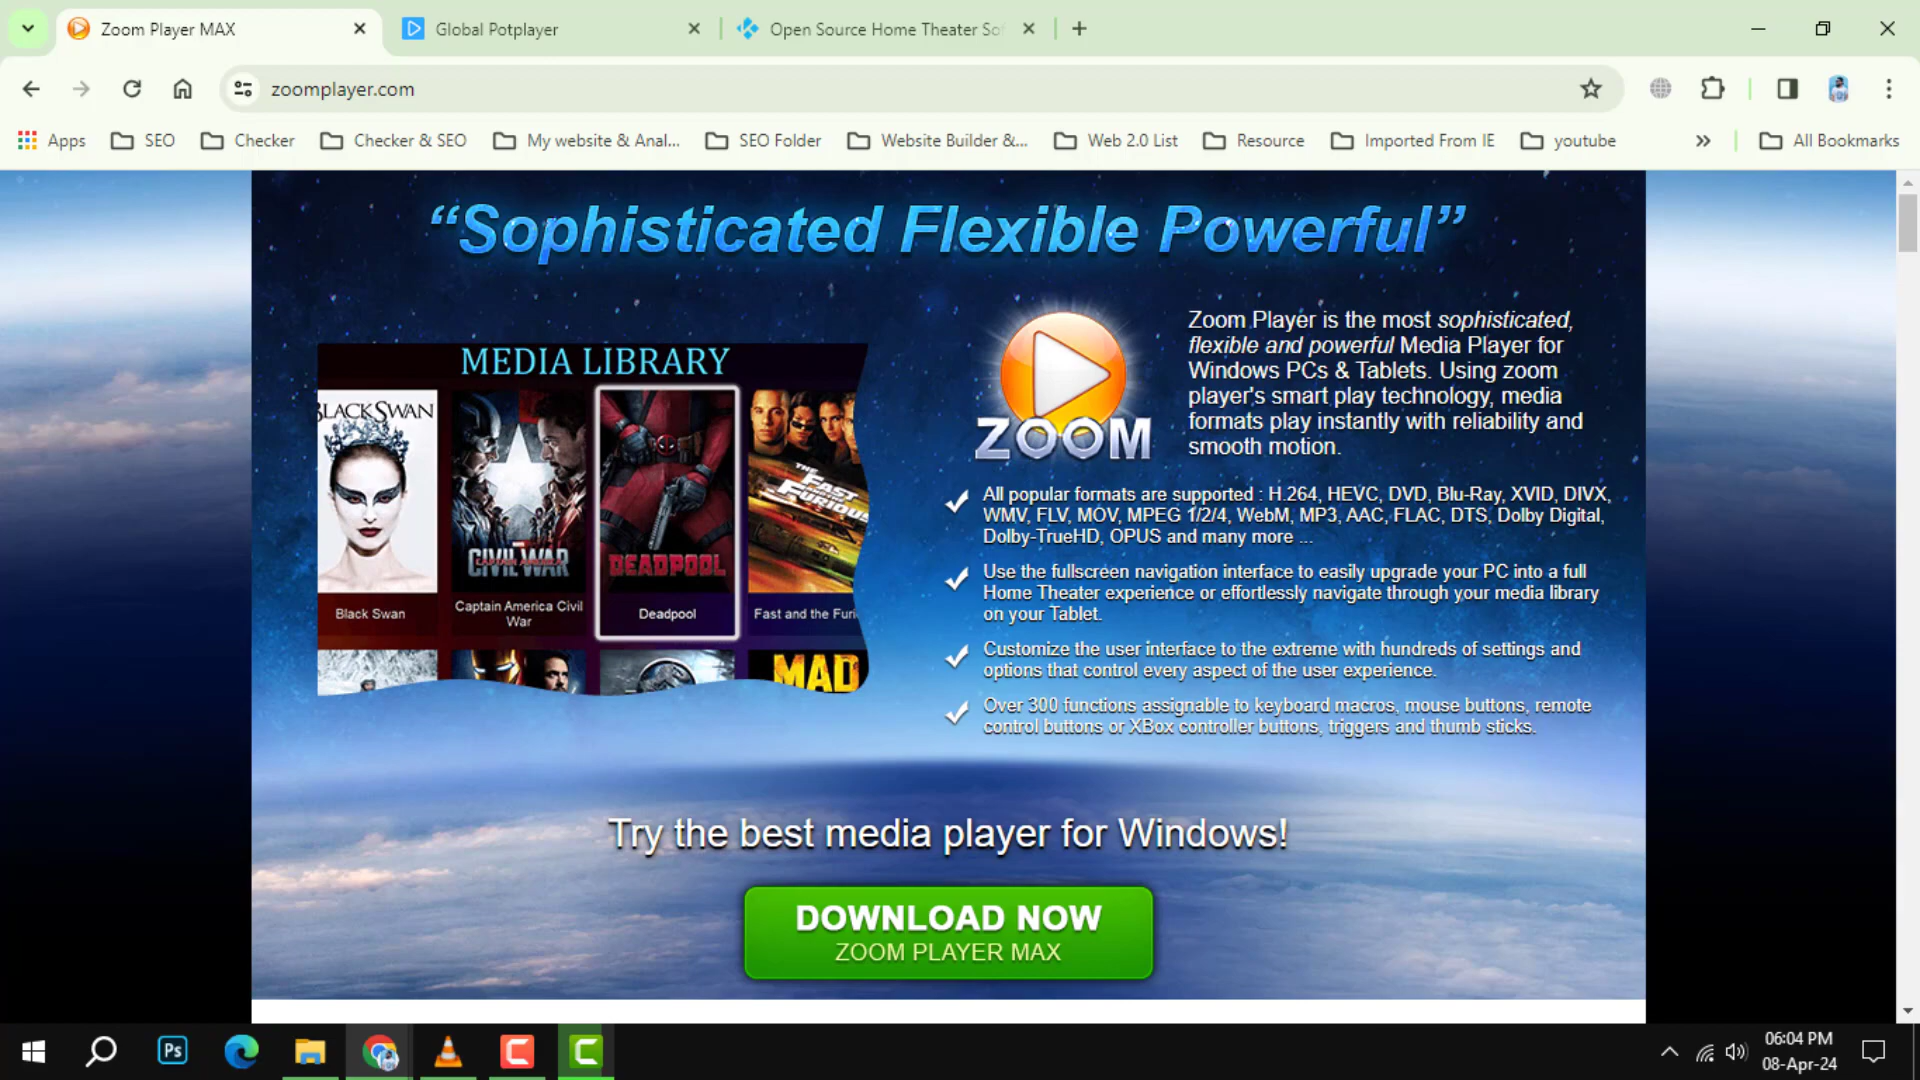 Zoom Player MAX
Global Potplayer
Open Source Home Theater Sof
zoomplayer.com
Apps
SEO
Checker
Checker & SEO
My website & Anal...
SEO Folder
Website Builder &...
Web 2.0 List
Resource
Imported From IE
youtube
All Bookmarks
“Sophisticated Flexible Powerful”
MEDIA LIBRARY
BLACK SWAN
MARVEL
CAPTAIN AMERICA
CIVIL WAR
DEADPOOL
THE FAST AND THE FURIOUS
Black Swan
Captain America Civil
War
Deadpool
Fast and the Furi
MAD
ZOOM
Zoom Player is the most sophisticated,
flexible and powerful Media Player for
Windows PCs & Tablets. Using zoom
player's smart play technology, media
formats play instantly with reliability and
smooth motion.
All popular formats are supported : H.264, HEVC, DVD, Blu-Ray, XVID, DIVX,
WMV, FLV, MOV, MPEG 1/2/4, WebM, MP3, AAC, FLAC, DTS, Dolby Digital,
Dolby-TrueHD, OPUS and many more ...
Use the fullscreen navigation interface to easily upgrade your PC into a full
Home Theater experience or effortlessly navigate through your media library
on your Tablet.
Customize the user interface to the extreme with hundreds of settings and
options that control every aspect of the user experience.
Over 300 functions assignable to keyboard macros, mouse buttons, remote
control buttons or XBox controller buttons, triggers and thumb sticks.
Try the best media player for Windows!
DOWNLOAD NOW
ZOOM PLAYER MAX
Ps
06:04 PM
08-Apr-24